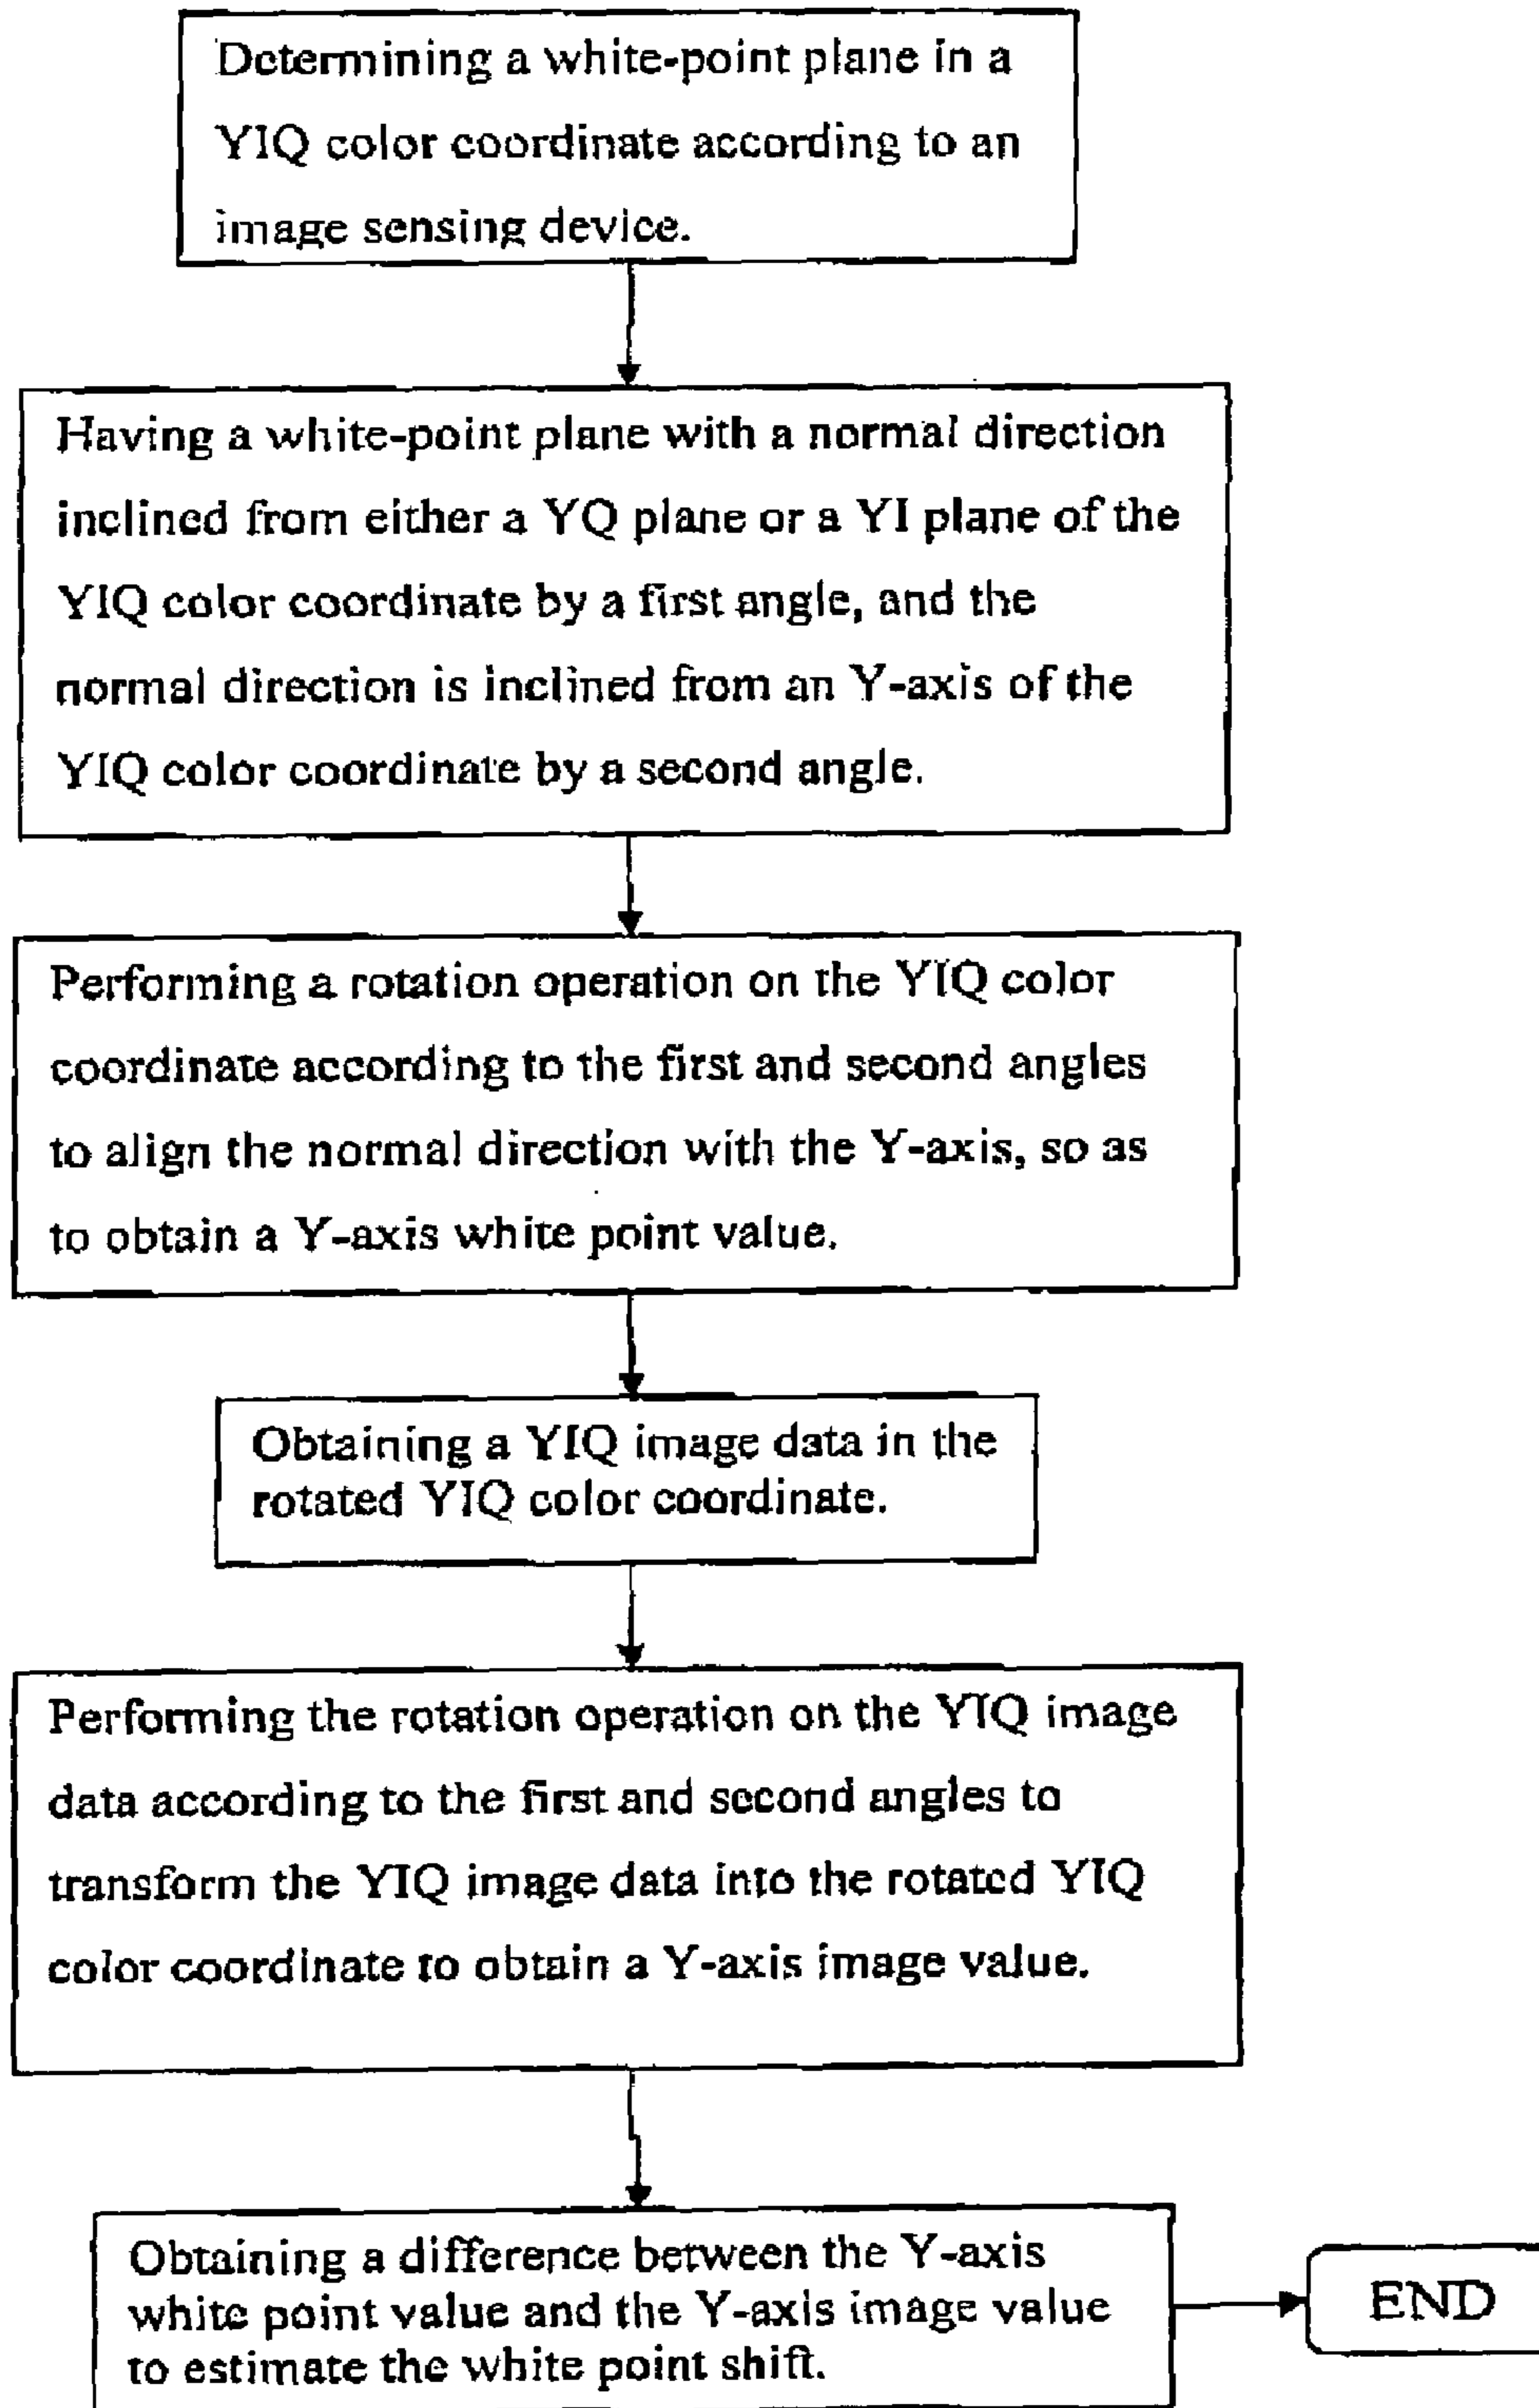 Determining a white-point plane in a
YIQ color coordinate according to an
image sensing device.
Having a white-point plane with a normal direction
inclined from either a YQ plane or a YI plane of the
YIQ color coordinate by a first angle, and the
normal direction is inclined from an Y-axis of the
YIQ color coordinate by a second angle.
Performing a rotation operation on the YIQ color
coordinate according to the first and second angles
to align the normal direction with the Y-axis, so as
to obtain a Y-axis white point value.
Obtaining a YIQ image data in the
rotated YIQ color coordinate.
Performing the rotation operation on the YIQ image
data according to the first and second angles to
transform the YIQ image data into the rotated YIQ
color coordinate to obtain a Y-axis image value.
Obtaining a difference between the Y-axis
white point value and the Y-axis image value
to estimate the white point shift.
END